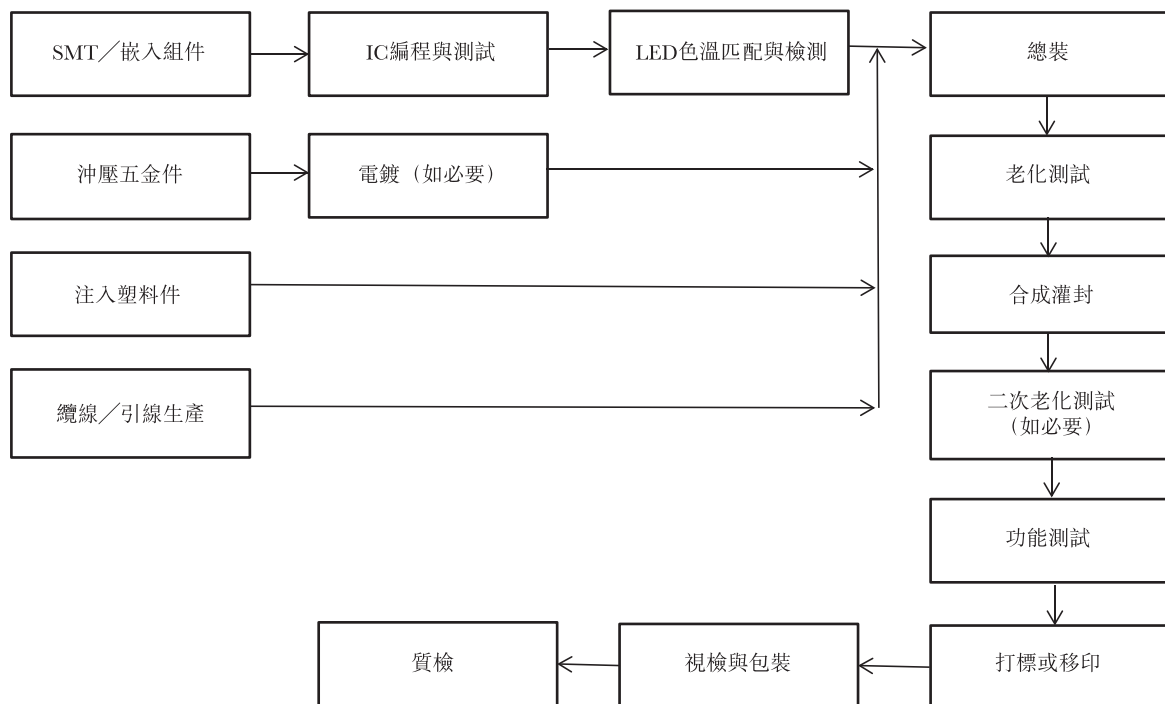 SMT／嵌入組件
IC編程與測試
LED色溫匹配與檢測
總裝
沖壓五金件
電鍍（如必要）
老化測試
注入塑料件
合成灌封
纜線／引線生產
二次老化測試
（如必要）
功能測試
質檢
視檢與包裝
打標或移印